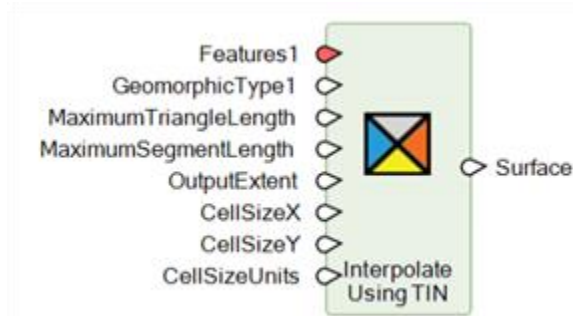 Features1
GeomorphicType1
MaximumTriangleLength
MaximumSegmentLength
OutputExtent
CellSizeX
CellSizeY
CellSizeUnits
Surface
Interpolate
Using TIN